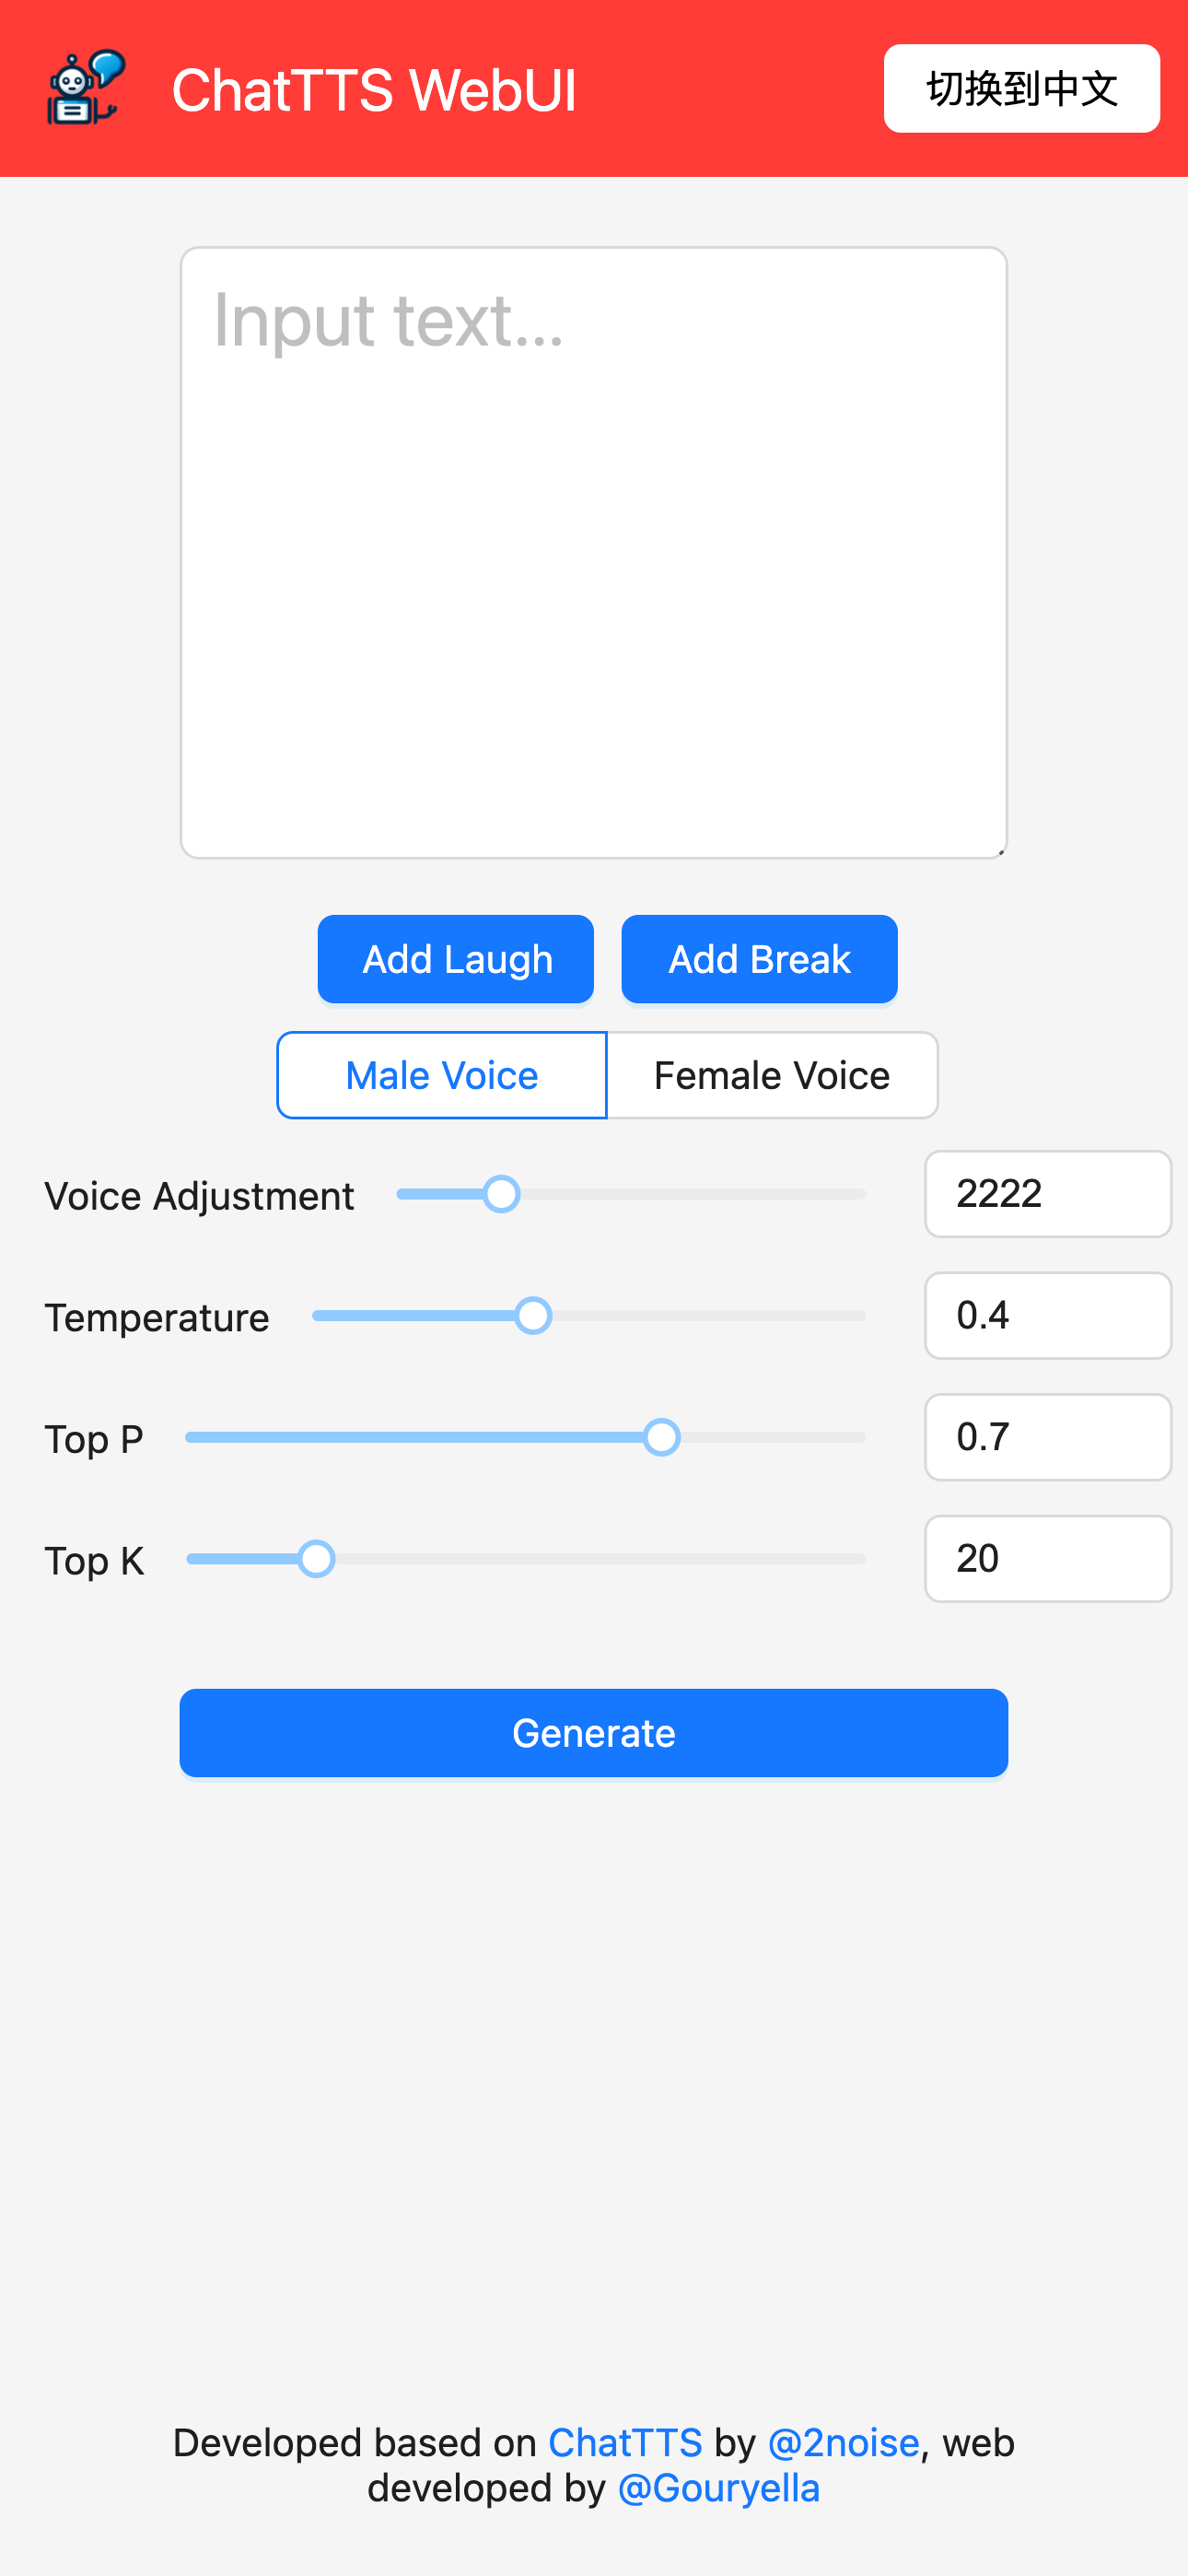 ChatTTS WebUI
切换到中文
Input text...
Add Laugh
Add Break
Male Voice
Female Voice
Voice Adjustment
2222
Temperature
0.4
Top P
0.7
Top K
20
Generate
Developed based on ChatTTS by @2noise, web
developed by @Gouryella